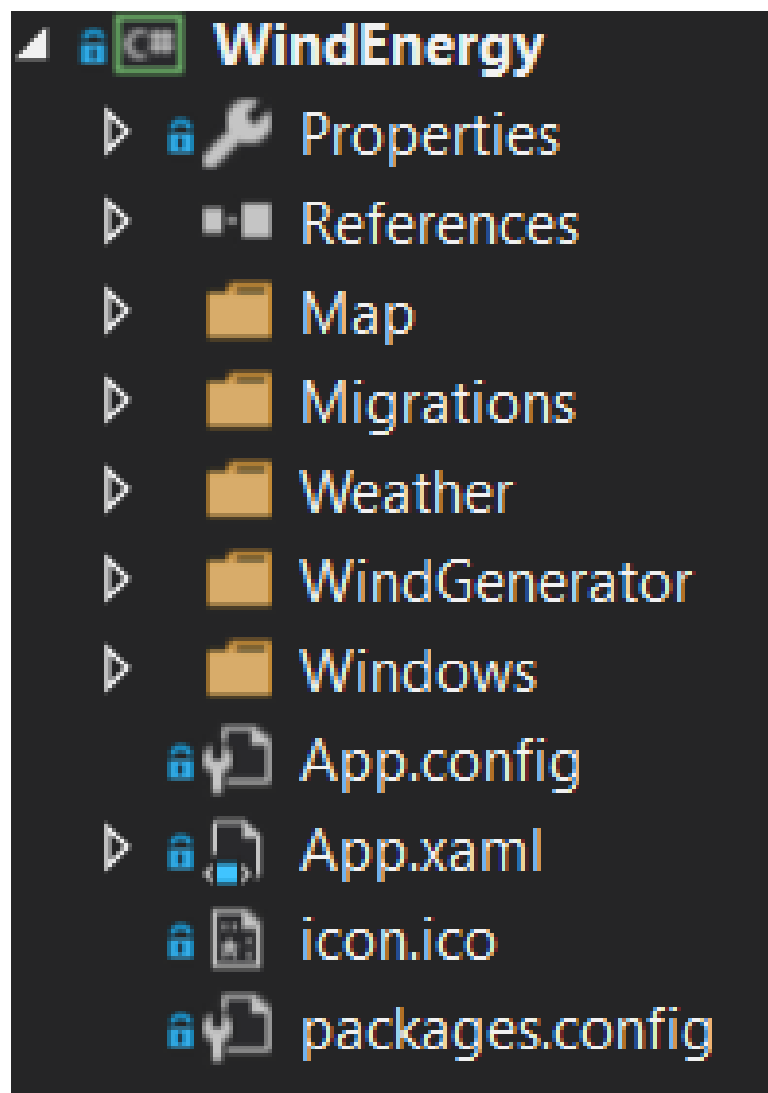 C# WindEnergy
Properties
References
Map
Migrations
Weather
WindGenerator
Windows
App.config
App.xaml
icon.ico
packages.config